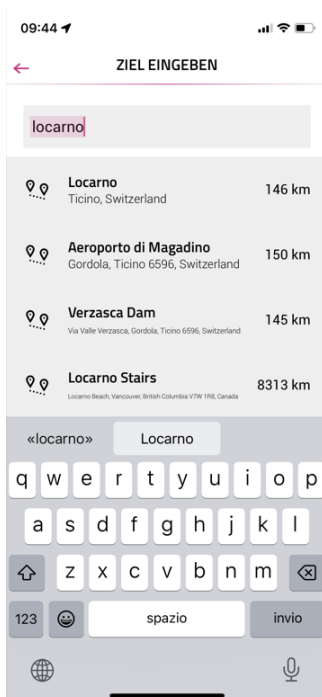 09:44
ZIEL EINGEBEN
locarno
Locarno
146 km
Ticino, Switzerland
Aeroporto di Magadino
150 km
Gordola, Ticino 6596, Switzerland
Verzasca Dam
145 km
Via Valle Verzasca, Gordola, Ticino 6596, Switzerland
Locarno Stairs
8313 km
Locarno Beach, Vancouver, British Columbia V7W 1R8, Canada
«locarno» Locarno
q w e r t y u i o p
a s d f g h j k l
z x c v b n m
123 spazio invio